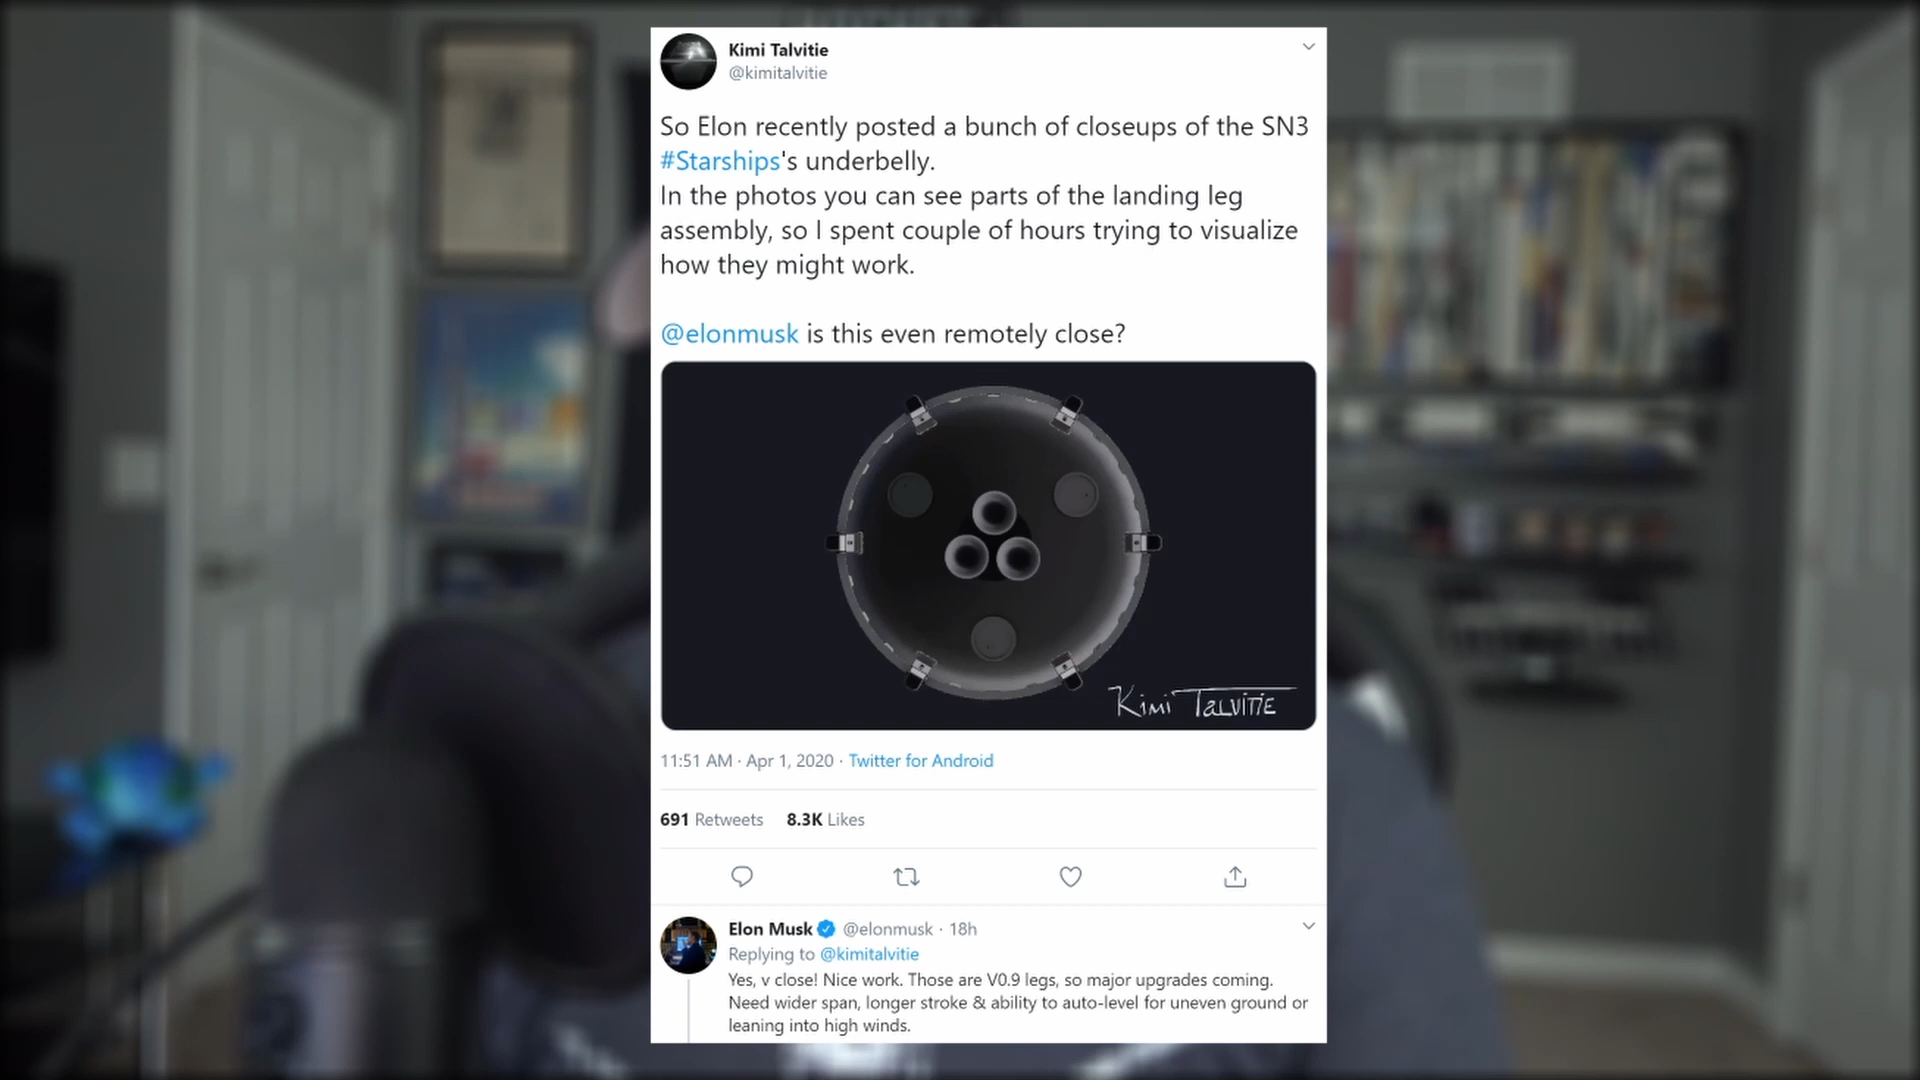 Kimi Talvitie
@kimitalvitie
So Elon recently posted a bunch of closeups of the SN3
#Starships's underbelly.
In the photos you can see parts of the landing leg
assembly, so I spent couple of hours trying to visualize
how they might work.
@elonmusk is this even remotely close?
Kimi Talvitie
11:51 AM · Apr 1, 2020 · Twitter for Android
691 Retweets 8.3K Likes
Elon Musk @elonmusk · 18h
Replying to @kimitalvitie
Yes, v close! Nice work. Those are V0.9 legs, so major upgrades coming.
Need wider span, longer stroke & ability to auto-level for uneven ground or
leaning into high winds.